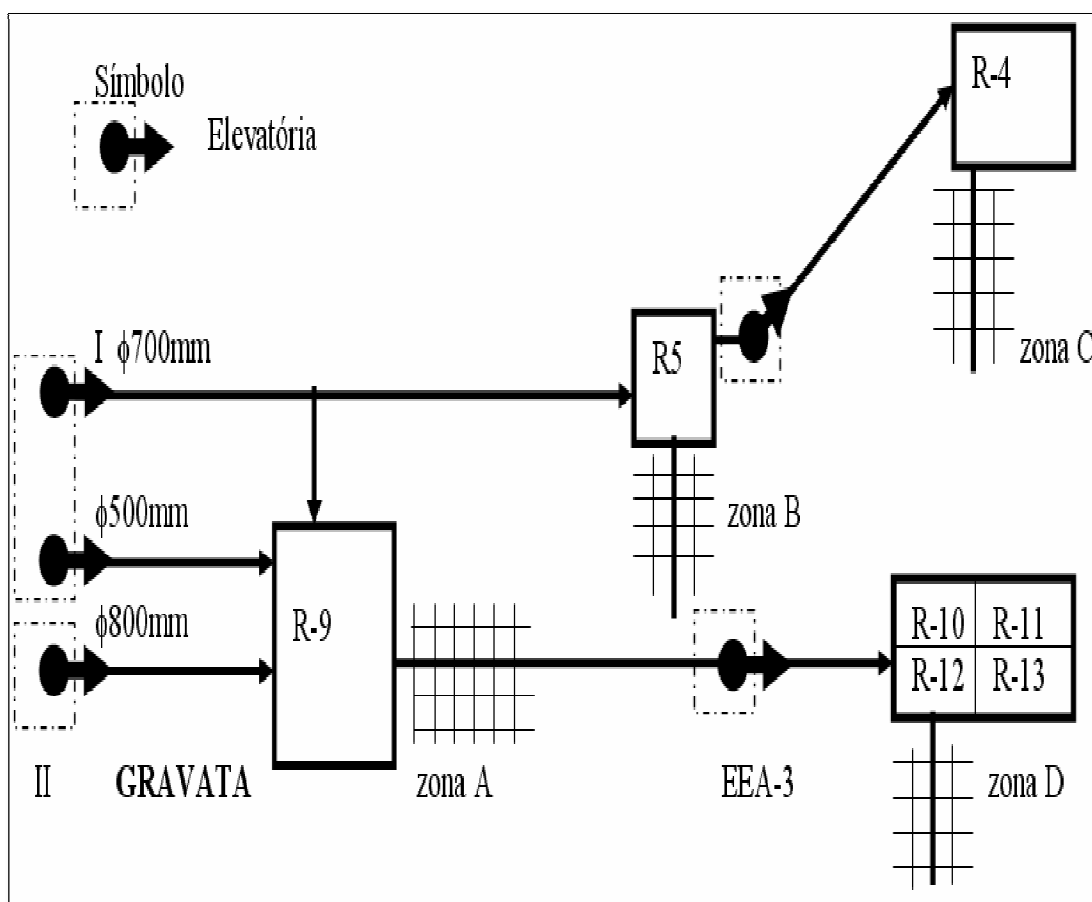 Símbolo
Elevatória
R-4
zona C
I ϕ700mm
R5
zona B
ϕ500mm
R-9
ϕ800mm
R-10 R-11
R-12 R-13
II GRAVATA zona A EEA-3 zona D